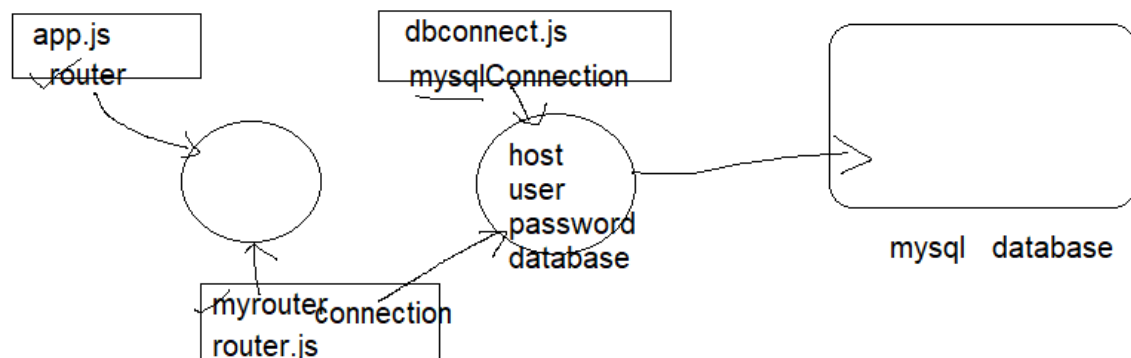 app.js
router
dbconnect.js
mysqlConnection
host
user
password
database
mysql database
myrouter
connection
router.js